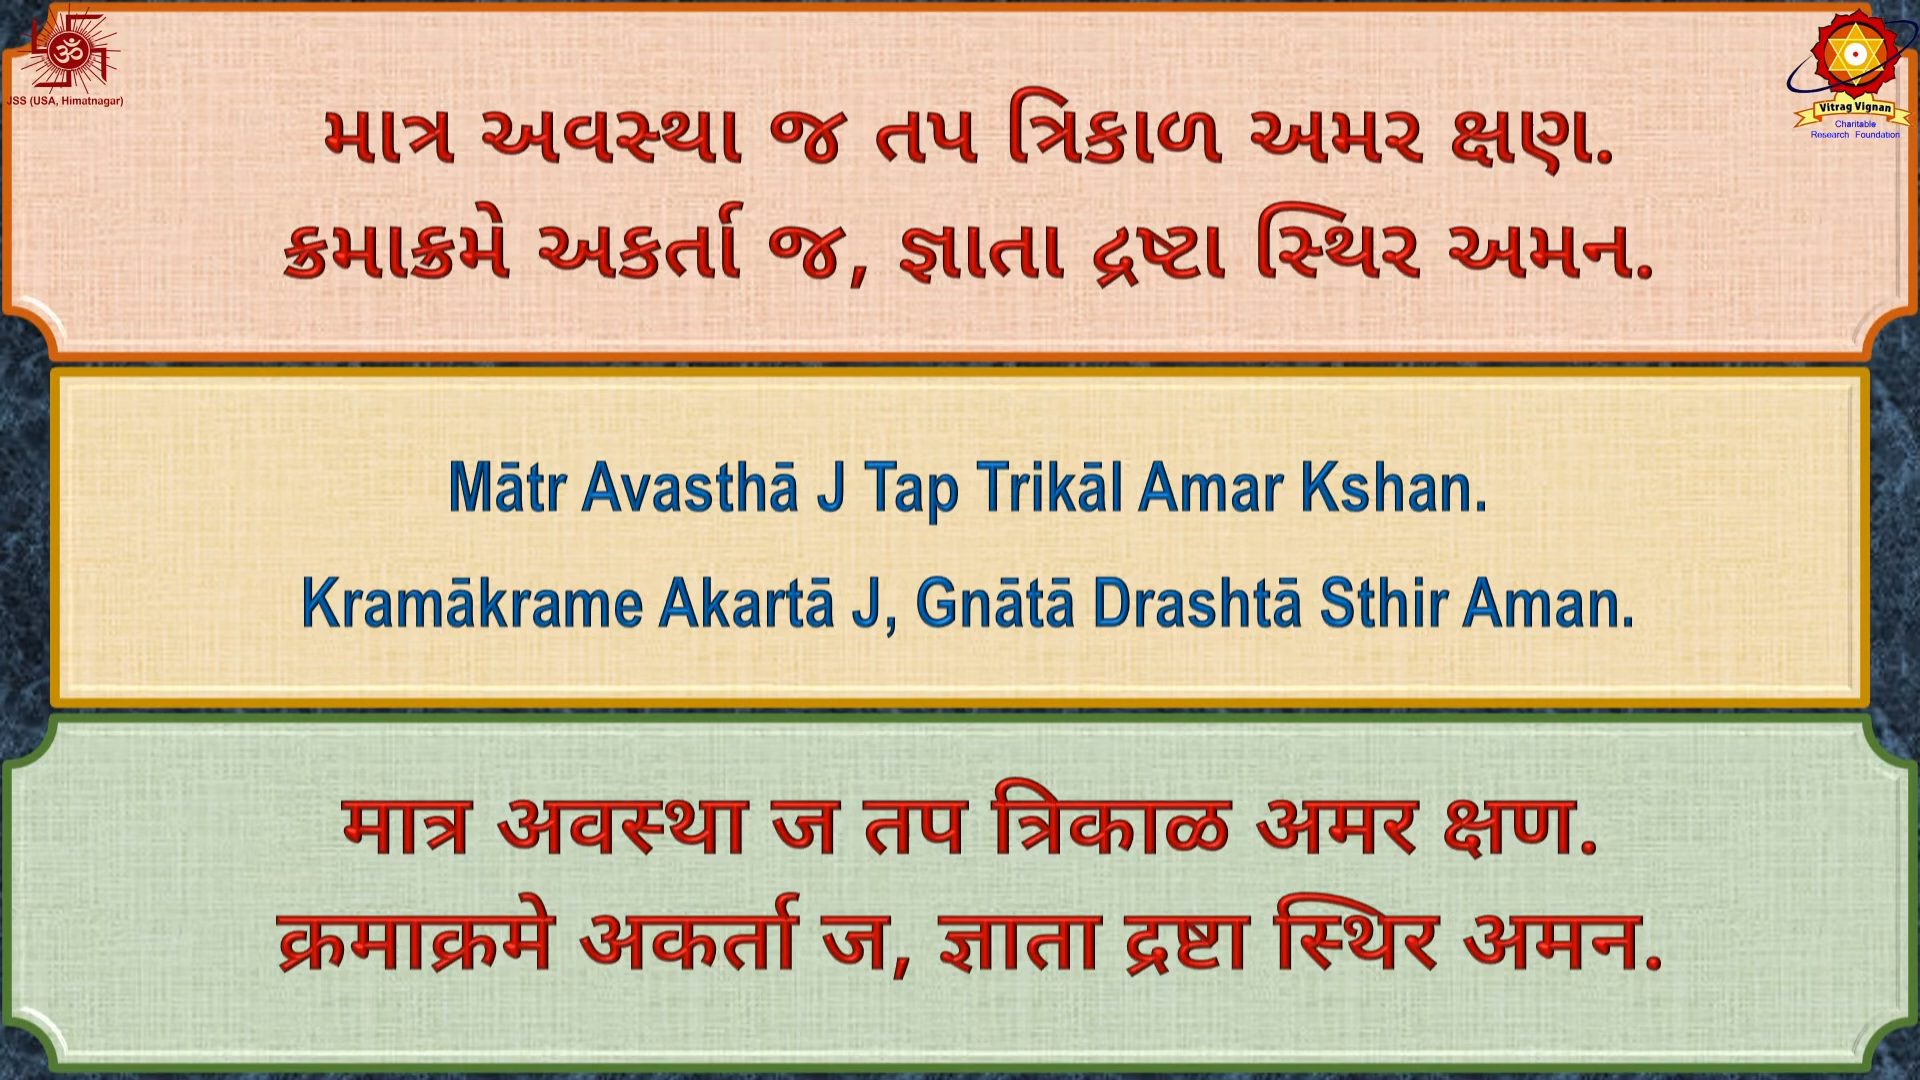 JSS (USA, Himatnagar)
Vitrag Vignan
Charitable
Research Foundation
માત્ર અવસ્થા જ તપ ત્રિકાળ અમર ક્ષણ.
ક્રમાક્રમે અકર્તા જ, જ્ઞાતા દ્રષ્ટા સ્થિર અમન.
Mātr Avasthā J Tap Trikāl Amar Kshan.
Kramākrame Akartā J, Gnātā Drashtā Sthir Aman.
मात्र अवस्था ज तप त्रिकाळ अमर क्षण.
क्रमाक्रमे अकर्ता ज, ज्ञाता द्रष्टा स्थिर अमन.